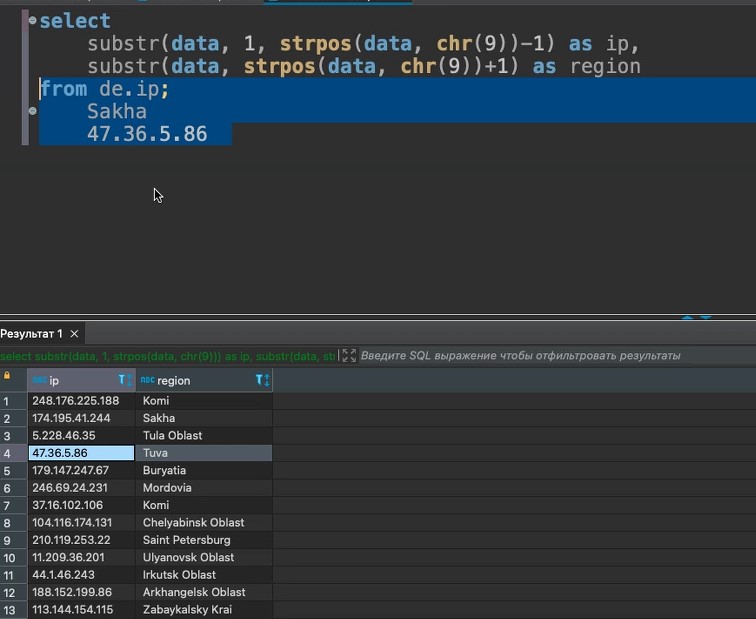 select
substr(data, 1, strpos(data, chr(9))-1) as ip,
substr(data, strpos(data, chr(9))+1) as region
from de.ip;
Sakha
47.36.5.86
Результат 1 ×
select substr(data, 1, strpos(data, chr(9))) as ip, substr(data, st Введите SQL выражение чтобы отфильтровать результаты
ABC ip ABC region
1 248.176.225.188 Komi
2 174.195.41.244 Sakha
3 5.228.46.35 Tula Oblast
4 47.36.5.86 Tuva
5 179.147.247.67 Buryatia
6 246.69.24.231 Mordovia
7 37.16.102.106 Komi
8 104.116.174.131 Chelyabinsk Oblast
9 210.119.253.22 Saint Petersburg
10 11.209.36.201 Ulyanovsk Oblast
11 44.1.46.243 Irkutsk Oblast
12 188.152.199.86 Arkhangelsk Oblast
13 113.144.154.115 Zabaykalsky Krai